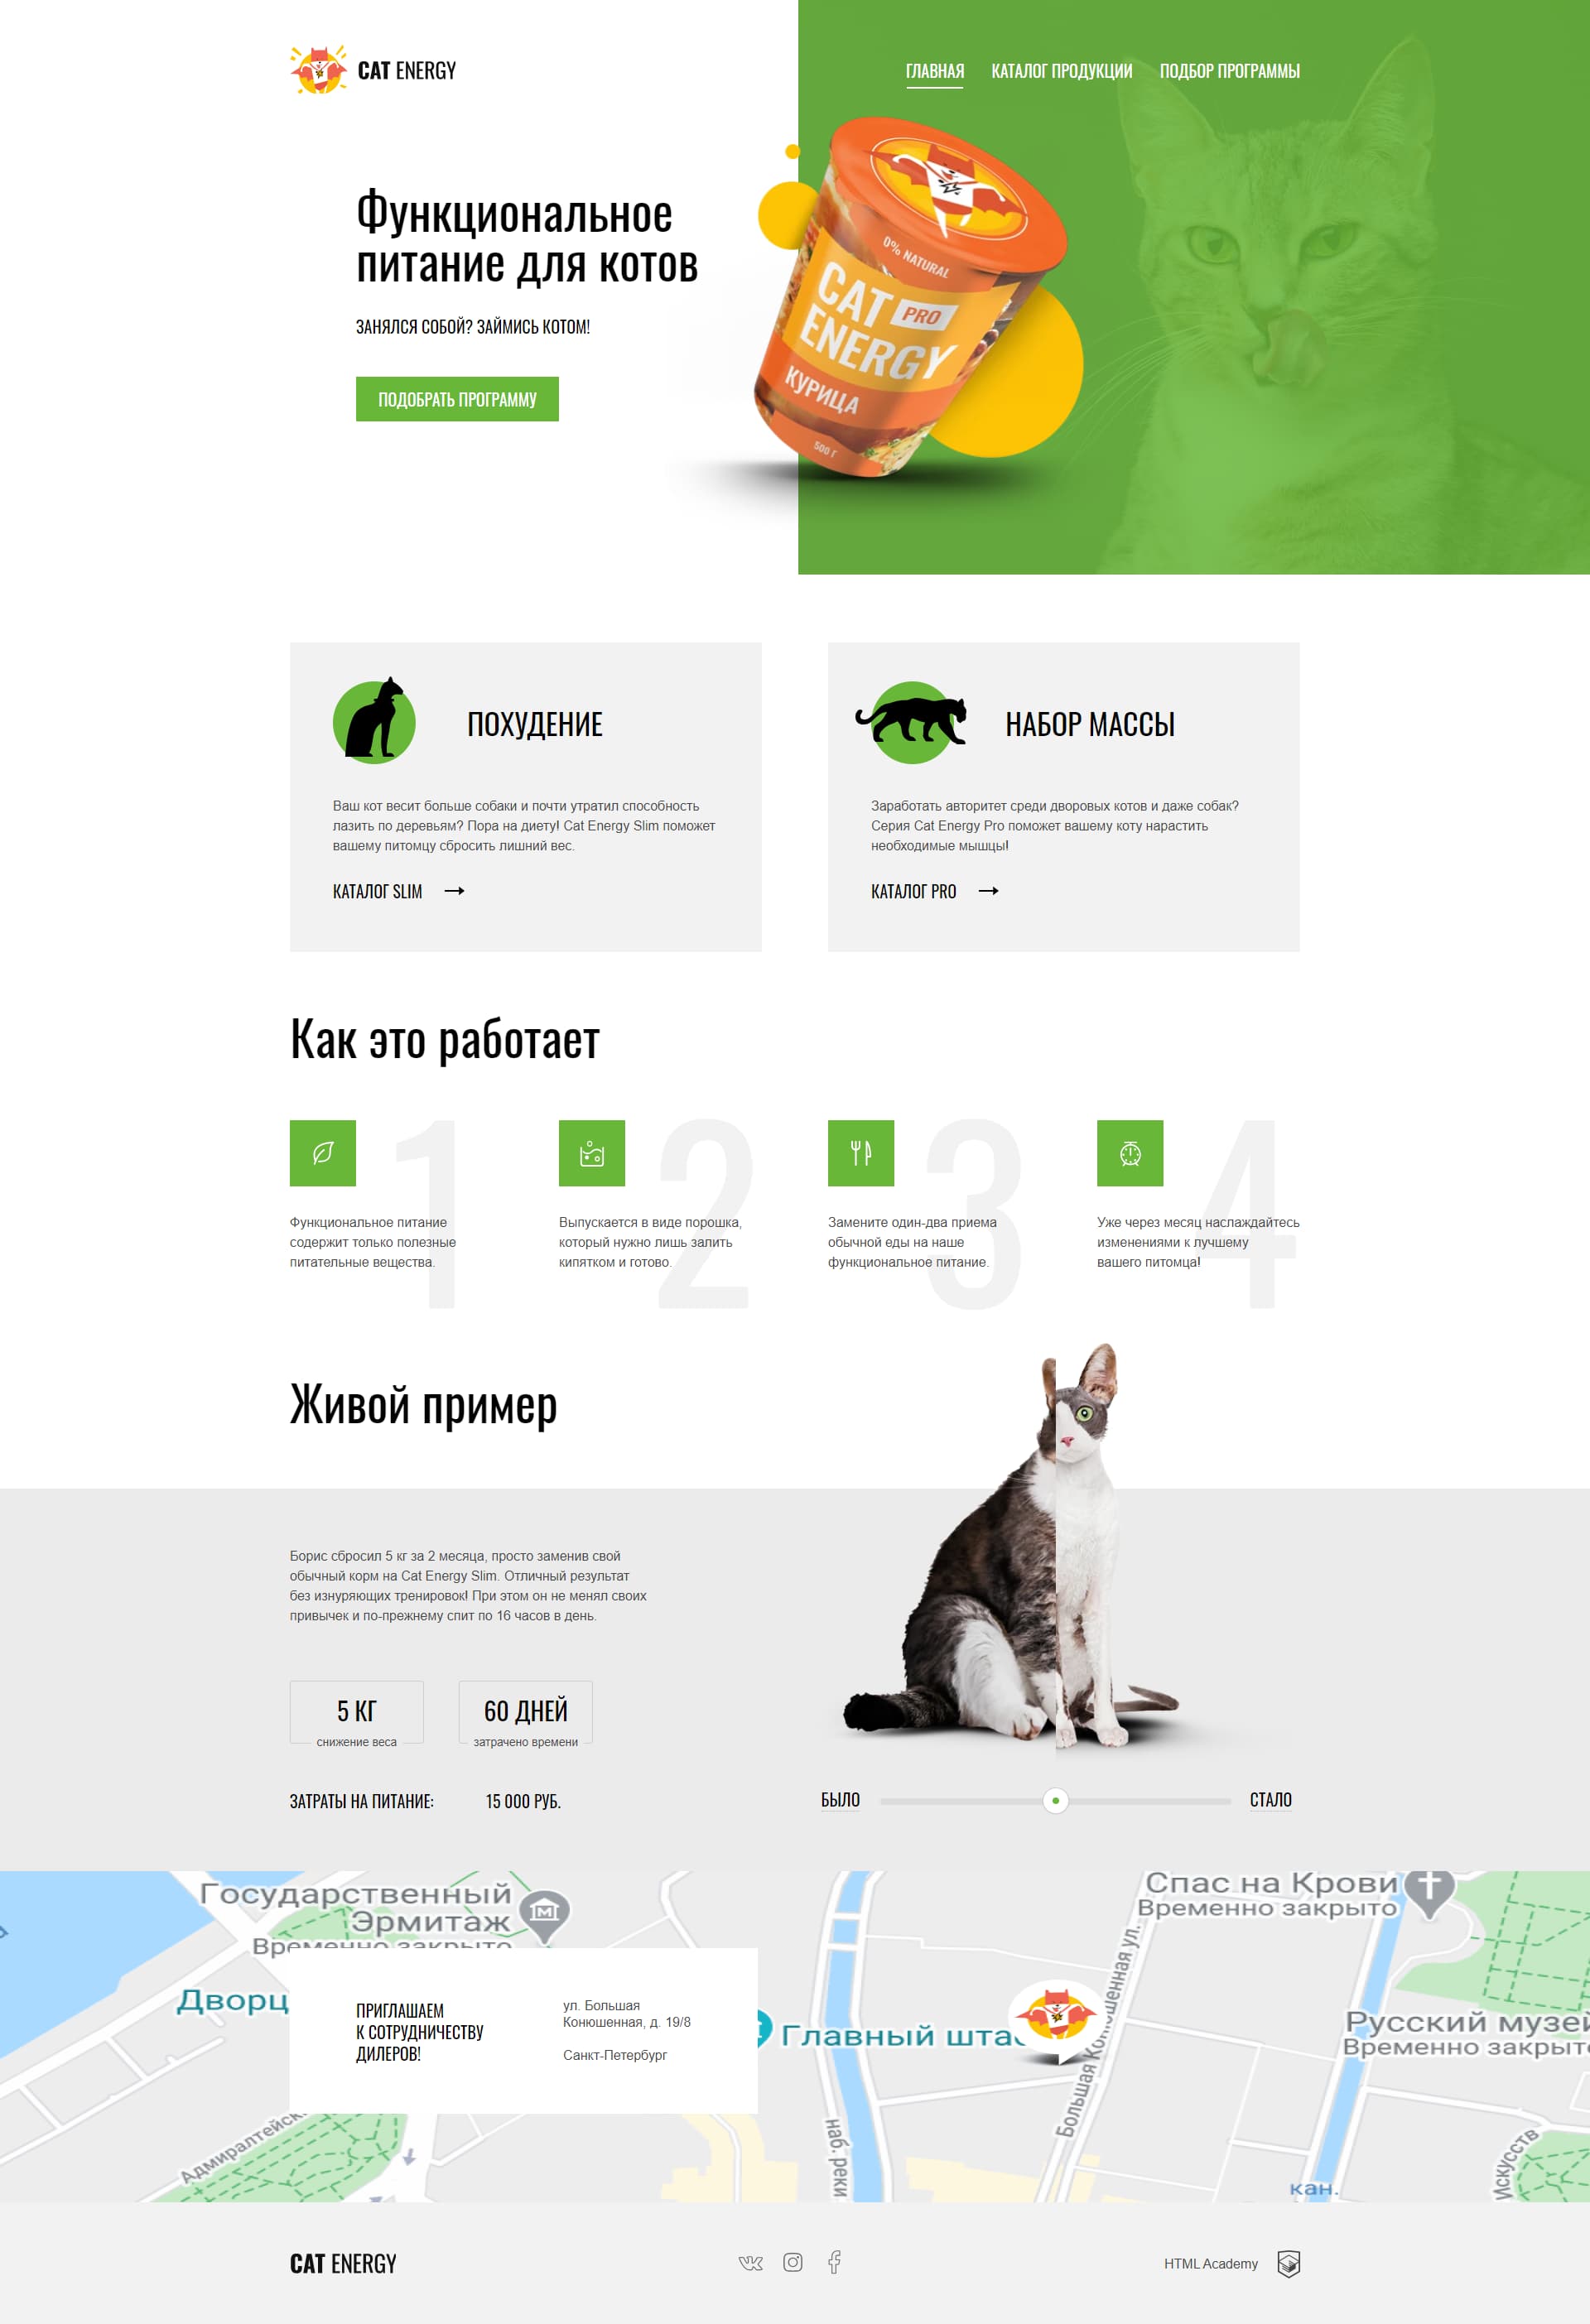 CAT ENERGY
ГЛАВНАЯ
КАТАЛОГ ПРОДУКЦИИ
ПОДБОР ПРОГРАММЫ
Функциональное
питание для котов
ЗАНЯЛСЯ СОБОЙ? ЗАЙМИСЬ КОТОМ!
ПОДОБРАТЬ ПРОГРАММУ
0% NATURAL
CAT PRO
ENERGY
КУРИЦА
500 Г
ПОХУДЕНИЕ
Ваш кот весит больше собаки и почти утратил способность
лазить по деревьям? Пора на диету! Cat Energy Slim поможет
вашему питомцу сбросить лишний вес.
КАТАЛОГ SLIM
НАБОР МАССЫ
Заработать авторитет среди дворовых котов и даже собак?
Серия Cat Energy Pro поможет вашему коту нарастить
необходимые мышцы!
КАТАЛОГ PRO
Как это работает
1
Функциональное питание
содержит только полезные
питательные вещества.
2
Выпускается в виде порошка,
который нужно лишь залить
кипятком и готово.
3
Замените один-два приема
обычной еды на наше
функциональное питание.
4
Уже через месяц наслаждайтесь
изменениями к лучшему
вашего питомца!
Живой пример
Борис сбросил 5 кг за 2 месяца, просто заменив свой
обычный корм на Cat Energy Slim. Отличный результат
без изнуряющих тренировок! При этом он не менял своих
привычек и по-прежнему спит по 16 часов в день.
5 КГ
снижение веса
60 ДНЕЙ
затрачено времени
ЗАТРАТЫ НА ПИТАНИЕ:
15 000 РУБ.
БЫЛО
СТАЛО
Государственный
Эрмитаж
Временно закрыто
Спас на Крови
Временно закрыто
Дворц
ПРИГЛАШАЕМ
К СОТРУДНИЧЕСТВУ
ДИЛЕРОВ!
ул. Большая
Конюшенная, д. 19/8
Санкт-Петербург
Главный шта
Большая Конюшенная ул.
Русский музей
Временно закрыто
Адмиралтейск
наб. реки
Искусств
кан.
CAT ENERGY
HTML Academy